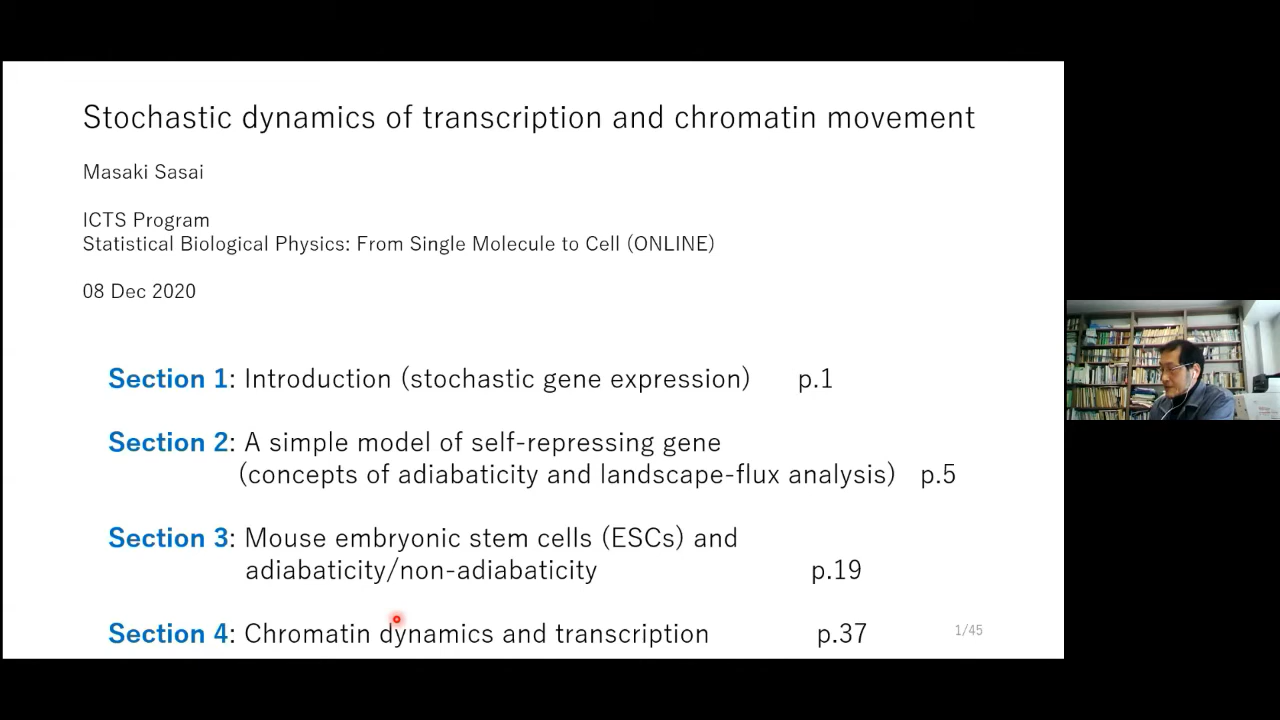 Stochastic dynamics of transcription and chromatin movement
Masaki Sasai
ICTS Program
Statistical Biological Physics: From Single Molecule to Cell (ONLINE)
08 Dec 2020
Section 1: Introduction (stochastic gene expression) p.1
Section 2: A simple model of self-repressing gene
(concepts of adiabaticity and landscape-flux analysis) p.5
Section 3: Mouse embryonic stem cells (ESCs) and
adiabaticity/non-adiabaticity p.19
Section 4: Chromatin dynamics and transcription p.37
1/45